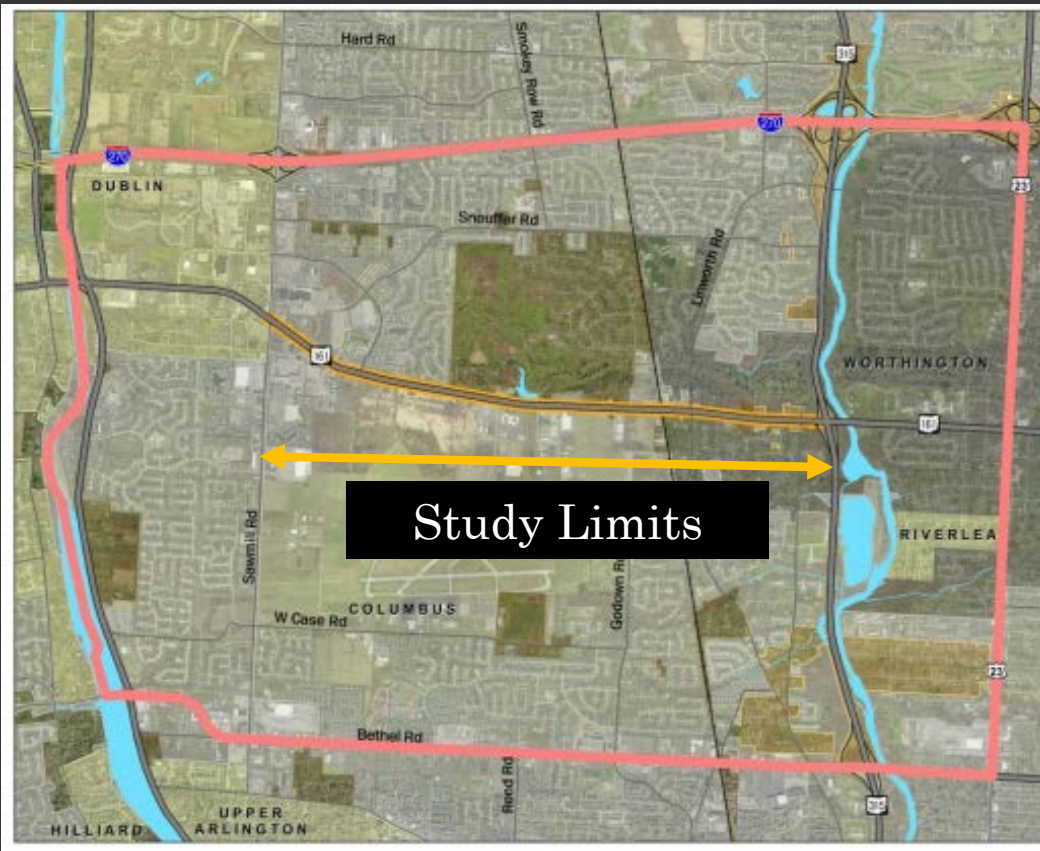 Hard Rd
Smokey Row Rd
315
270
270
DUBLIN
23
Snouffer Rd
Linworth Rd
161
WORTHINGTON
161
Study Limits
Sawmill Rd
RIVERLEA
COLUMBUS
W Case Rd
Godown Rd
23
Bethel Rd
Reed Rd
315
UPPER
ARLINGTON
HILLIARD